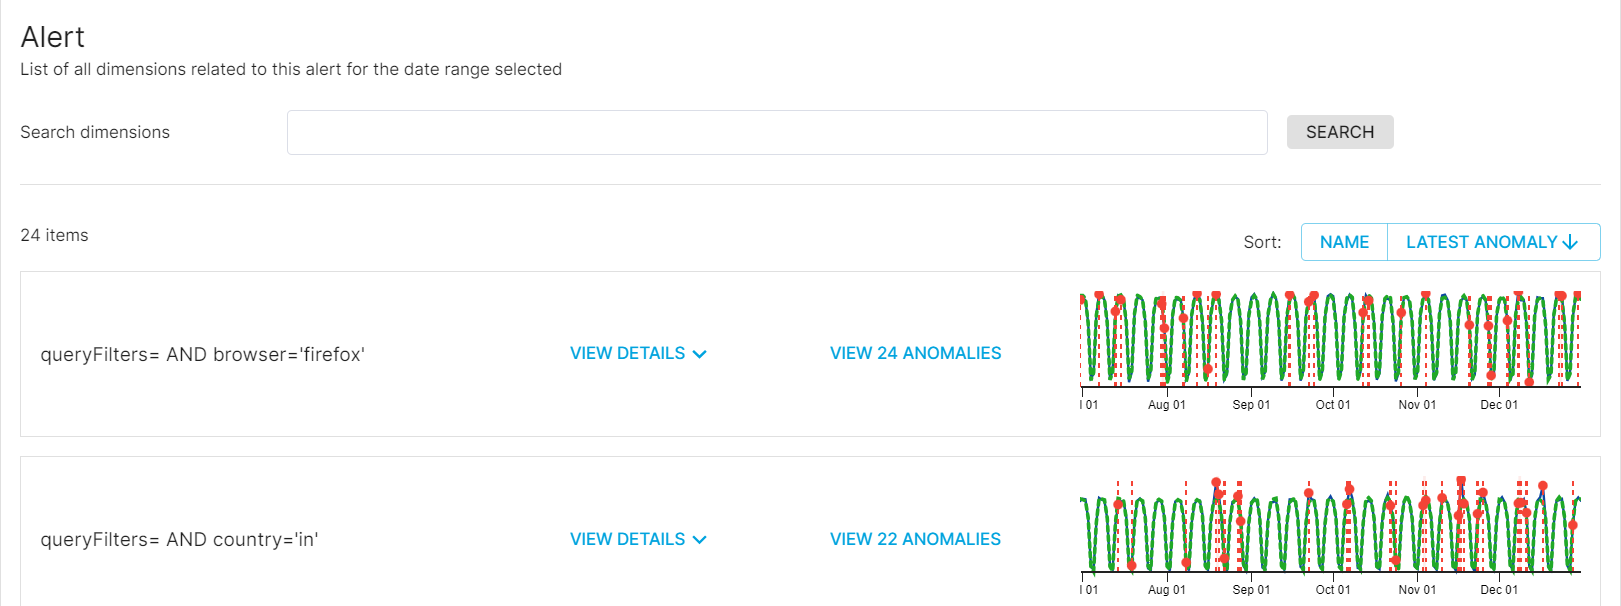 Alert
List of all dimensions related to this alert for the date range selected
Search dimensions
SEARCH
24 items
Sort:
NAME
LATEST ANOMALY
queryFilters= AND browser='firefox'
VIEW DETAILS
VIEW 24 ANOMALIES
l 01 Aug 01 Sep 01 Oct 01 Nov 01 Dec 01
queryFilters= AND country='in'
VIEW DETAILS
VIEW 22 ANOMALIES
l 01 Aug 01 Sep 01 Oct 01 Nov 01 Dec 01